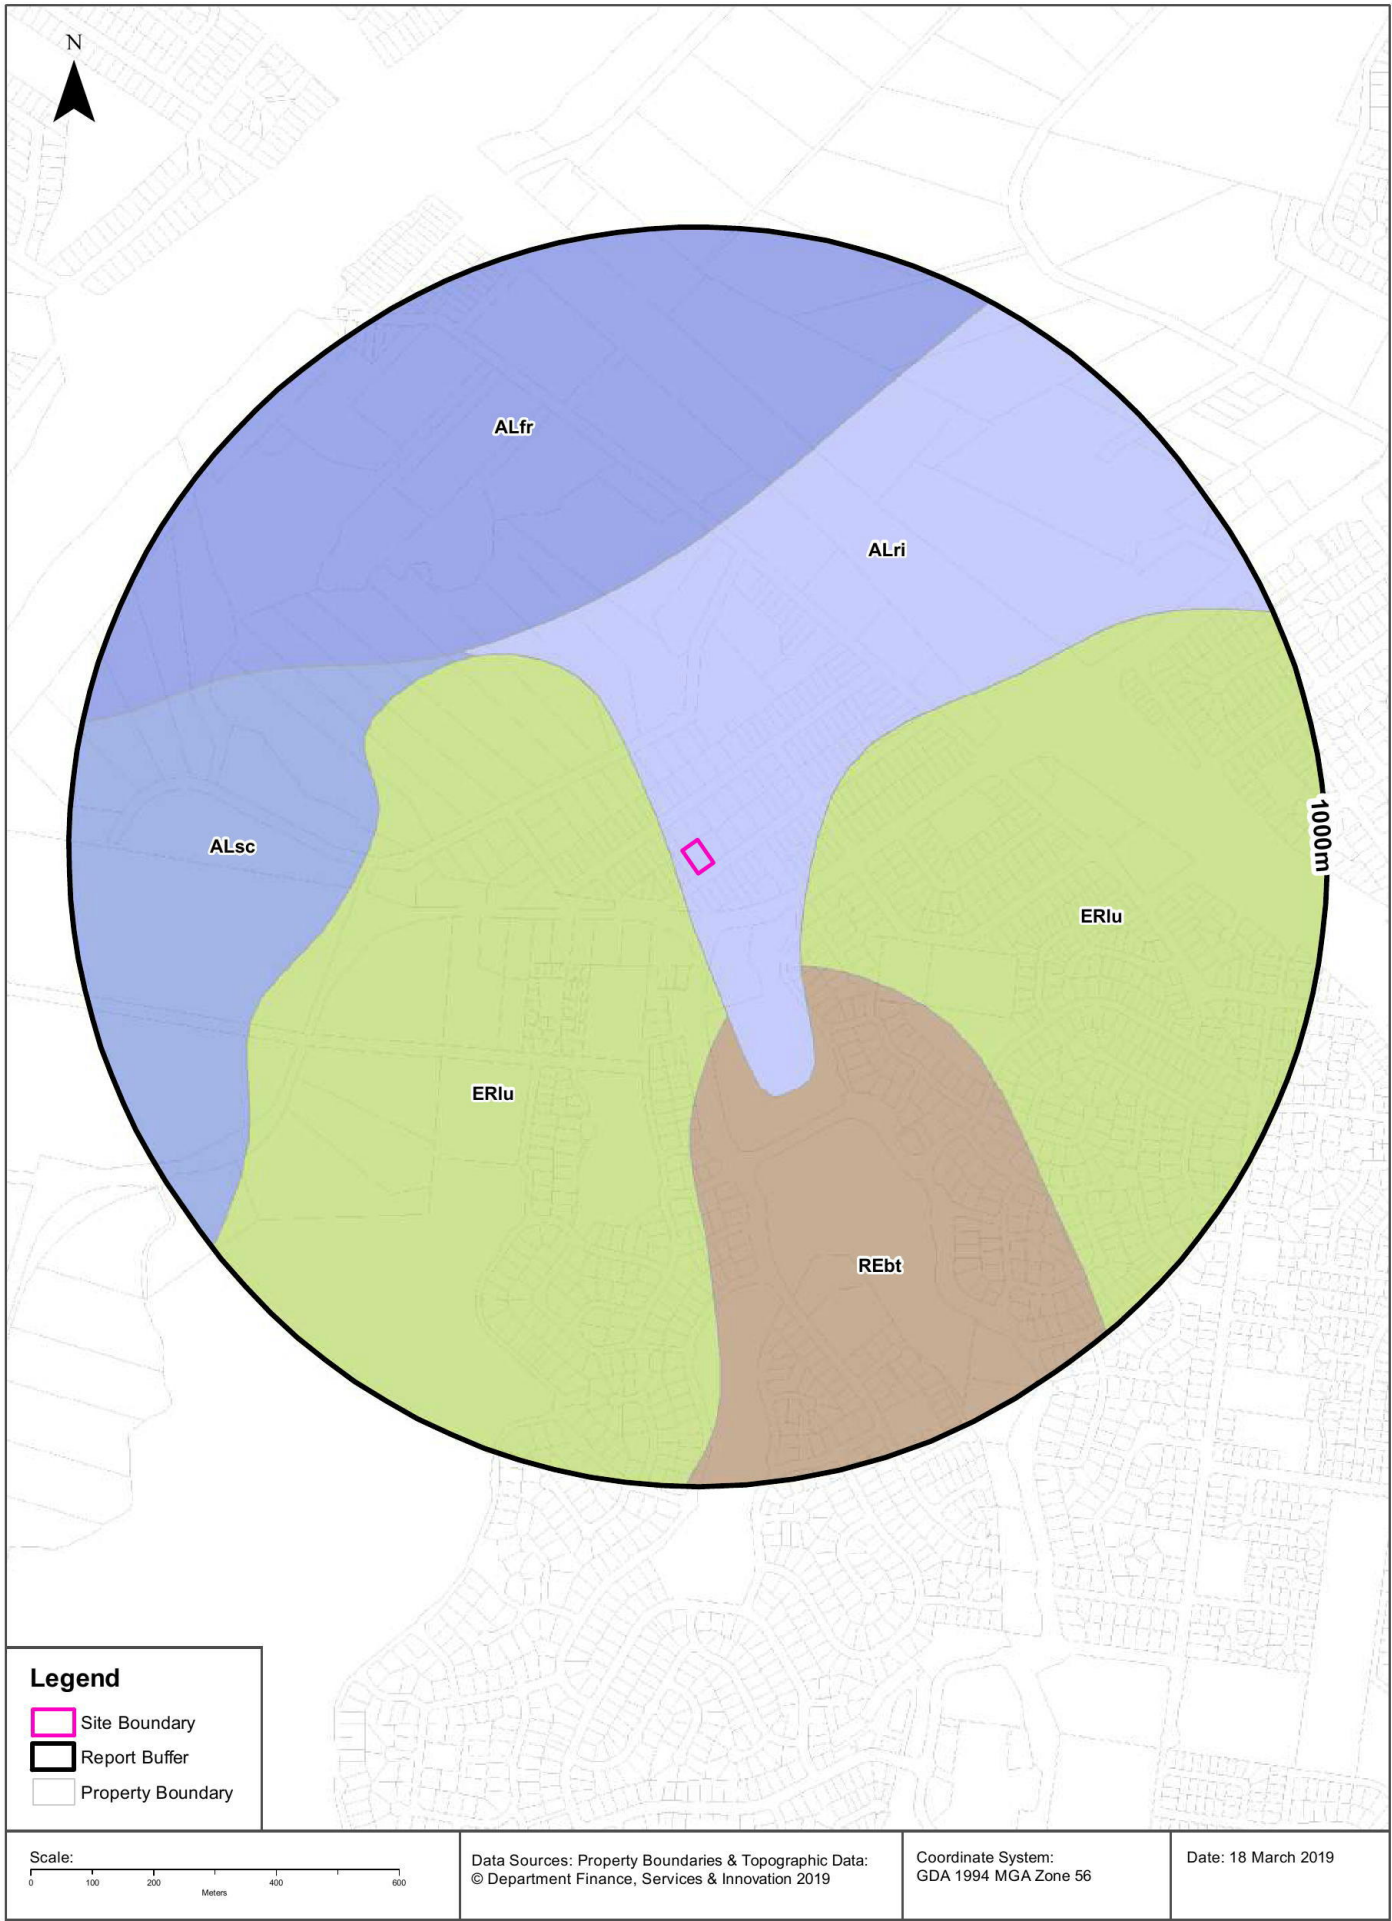 N
ALfr
ALri
1000m
ALsc
ERlu
ERlu
REbt
Legend
Site Boundary
Report Buffer
Property Boundary
Scale:
0 100 200 400 600
Meters
Data Sources: Property Boundaries & Topographic Data:
© Department Finance, Services & Innovation 2019
Coordinate System:
GDA 1994 MGA Zone 56
Date: 18 March 2019